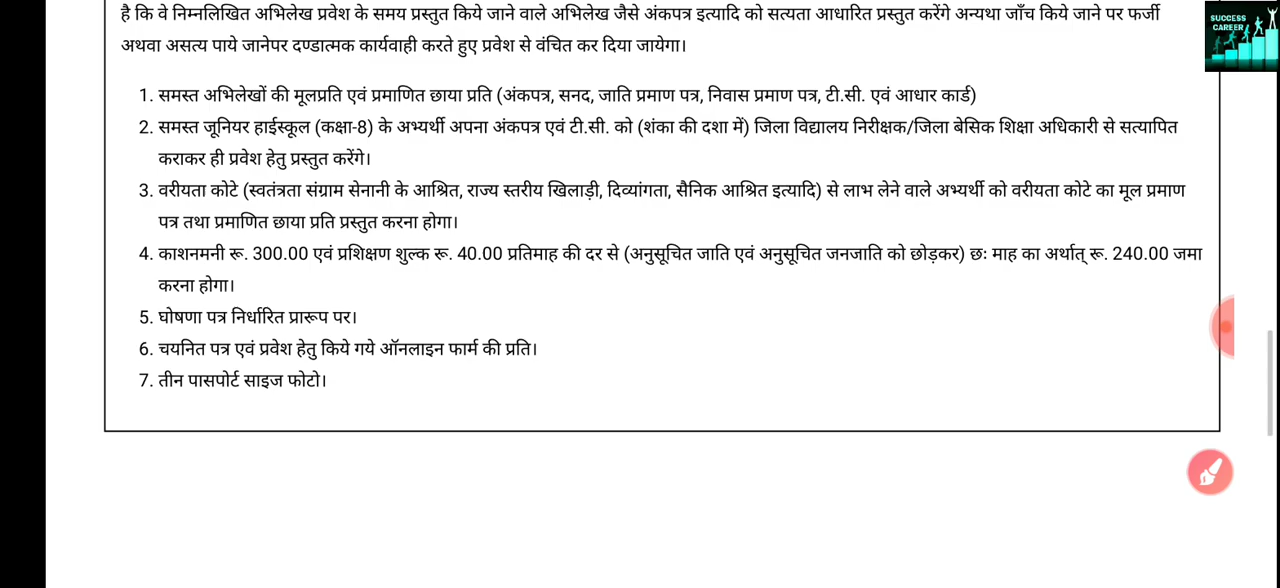 है कि वे निम्नलिखित अभिलेख प्रवेश के समय प्रस्तुत किये जाने वाले अभिलेख जैसे अंकपत्र इत्यादि को सत्यता आधारित प्रस्तुत करेंगे अन्यथा जाँच किये जाने पर फर्जी
अथवा असत्य पाये जानेपर दण्डात्मक कार्यवाही करते हुए प्रवेश से वंचित कर दिया जायेगा।
SUCCESS
CAREER
1. समस्त अभिलेखों की मूलप्रति एवं प्रमाणित छाया प्रति (अंकपत्र, सनद, जाति प्रमाण पत्र, निवास प्रमाण पत्र, टी.सी. एवं आधार कार्ड)
2. समस्त जूनियर हाईस्कूल (कक्षा-8) के अभ्यर्थी अपना अंकपत्र एवं टी.सी. को (शंका की दशा में) जिला विद्यालय निरीक्षक/जिला बेसिक शिक्षा अधिकारी से सत्यापित
कराकर ही प्रवेश हेतु प्रस्तुत करेंगे।
3. वरीयता कोटे (स्वतंत्रता संग्राम सेनानी के आश्रित, राज्य स्तरीय खिलाड़ी, दिव्यांगता, सैनिक आश्रित इत्यादि) से लाभ लेने वाले अभ्यर्थी को वरीयता कोटे का मूल प्रमाण
पत्र तथा प्रमाणित छाया प्रति प्रस्तुत करना होगा।
4. काशनमनी रू. 300.00 एवं प्रशिक्षण शुल्क रू. 40.00 प्रतिमाह की दर से (अनुसूचित जाति एवं अनुसूचित जनजाति को छोड़कर) छः माह का अर्थात् रू. 240.00 जमा
करना होगा।
5. घोषणा पत्र निर्धारित प्रारूप पर।
6. चयनित पत्र एवं प्रवेश हेतु किये गये ऑनलाइन फार्म की प्रति।
7. तीन पासपोर्ट साइज फोटो।